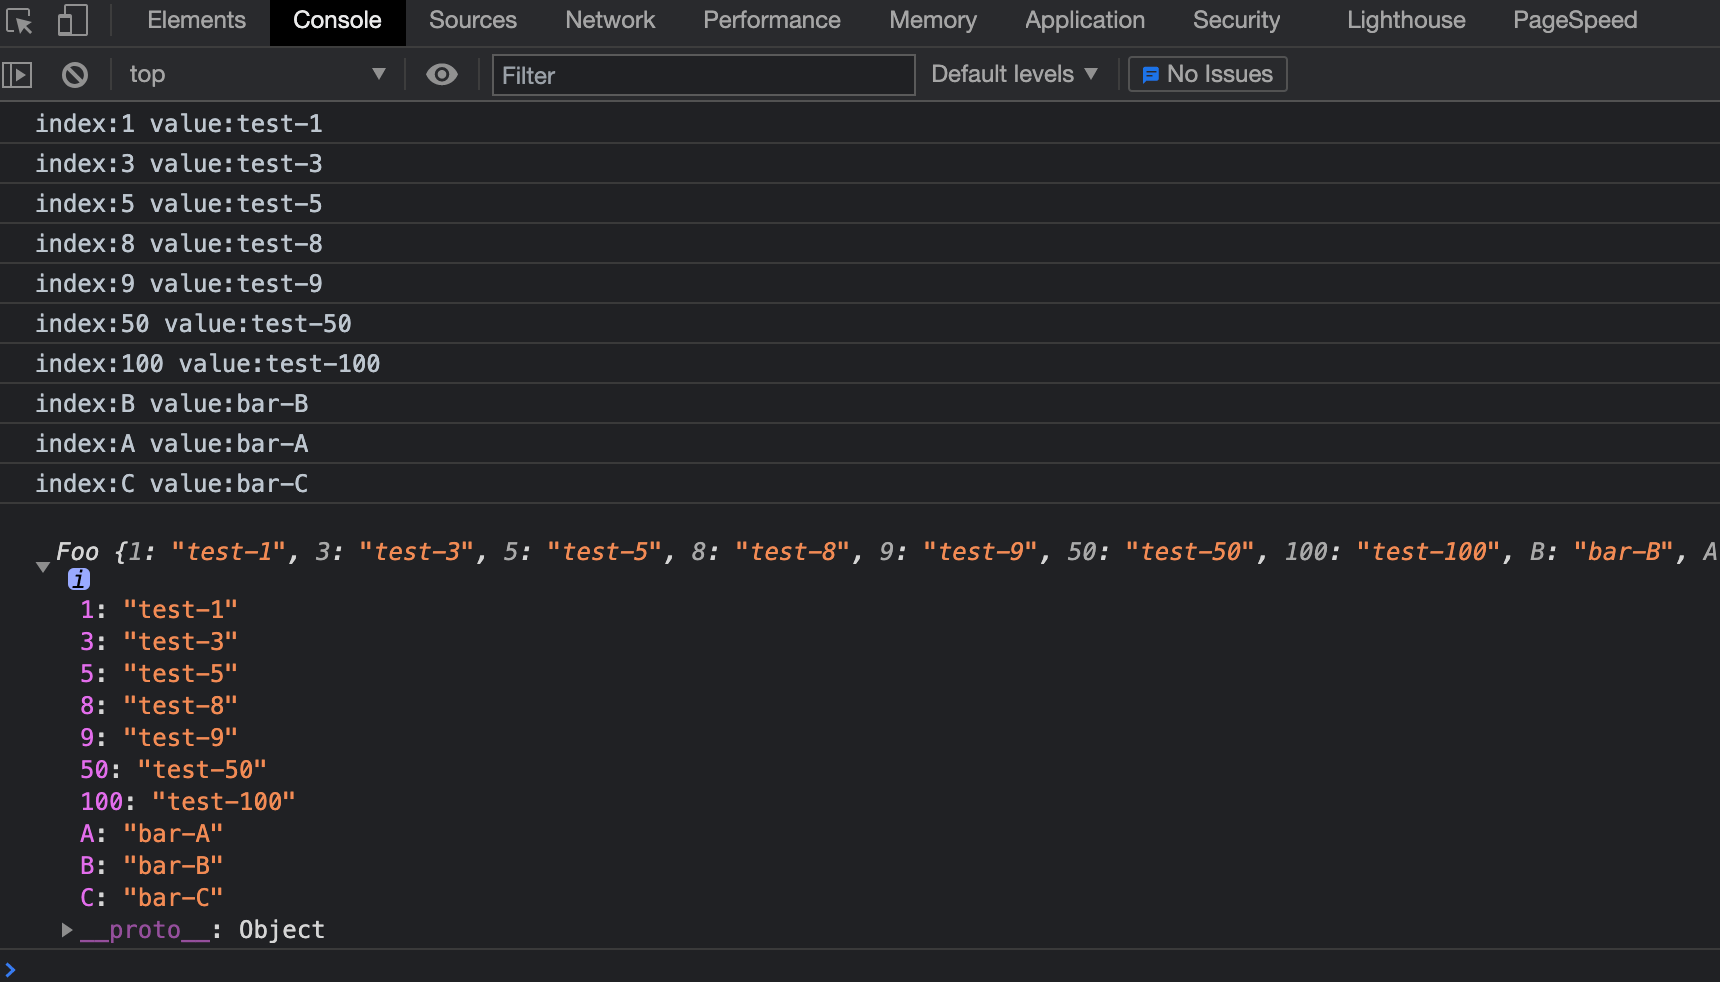 Elements Console Sources Network Performance Memory Application Security Lighthouse PageSpeed
top Filter Default levels No Issues
index:1 value:test-1
index:3 value:test-3
index:5 value:test-5
index:8 value:test-8
index:9 value:test-9
index:50 value:test-50
index:100 value:test-100
index:B value:bar-B
index:A value:bar-A
index:C value:bar-C
Foo {1: "test-1", 3: "test-3", 5: "test-5", 8: "test-8", 9: "test-9", 50: "test-50", 100: "test-100", B: "bar-B", A
i
1: "test-1"
3: "test-3"
5: "test-5"
8: "test-8"
9: "test-9"
50: "test-50"
100: "test-100"
A: "bar-A"
B: "bar-B"
C: "bar-C"
__proto__: Object